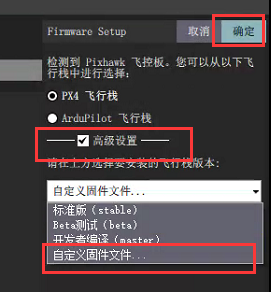 Firmware Setup 取消 确定
检测到 Pixhawk 飞控板。您可以从以下飞
行栈中进行选择:
PX4 飞行栈
ArduPilot 飞行栈
高级设置
请在上方选择要安装的飞行栈版本:
自定义固件文件...
标准版 (stable)
Beta测试 (beta)
开发者编译 (master)
自定义固件文件...